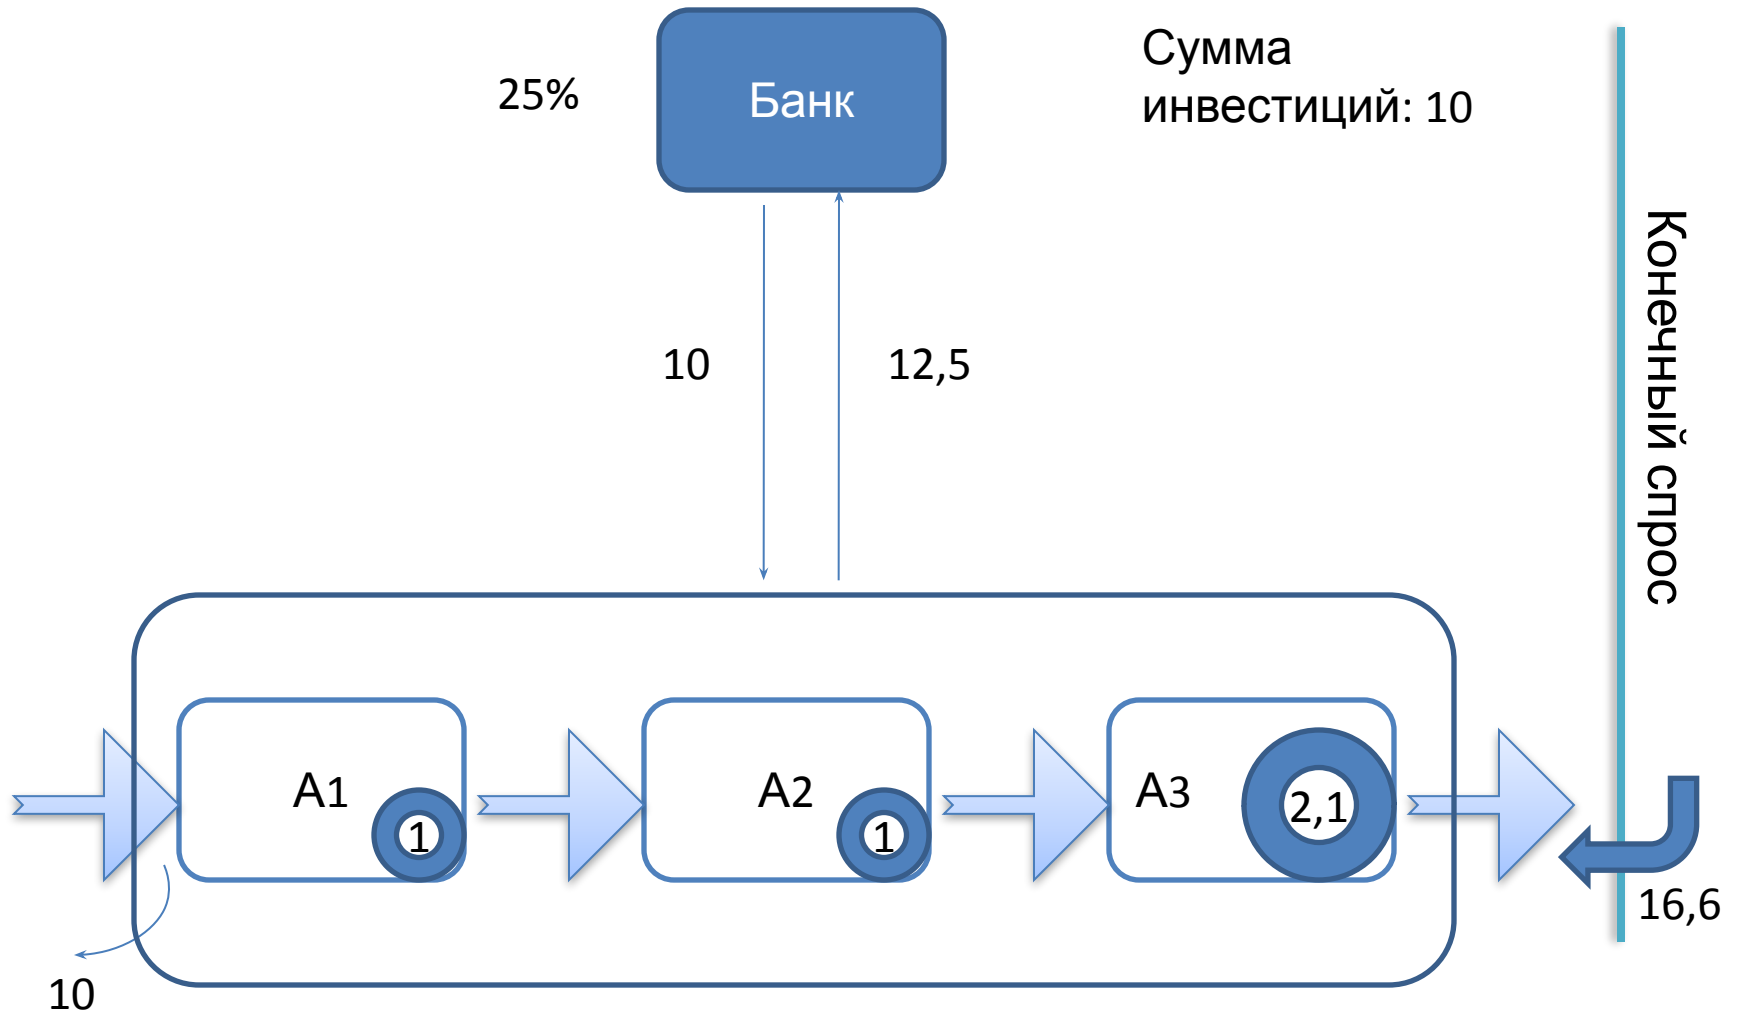 25%
Банк
Сумма
инвестиций: 10
Конечный спрос
10
12,5
А1
1
А2
1
А3
2,1
16,6
10